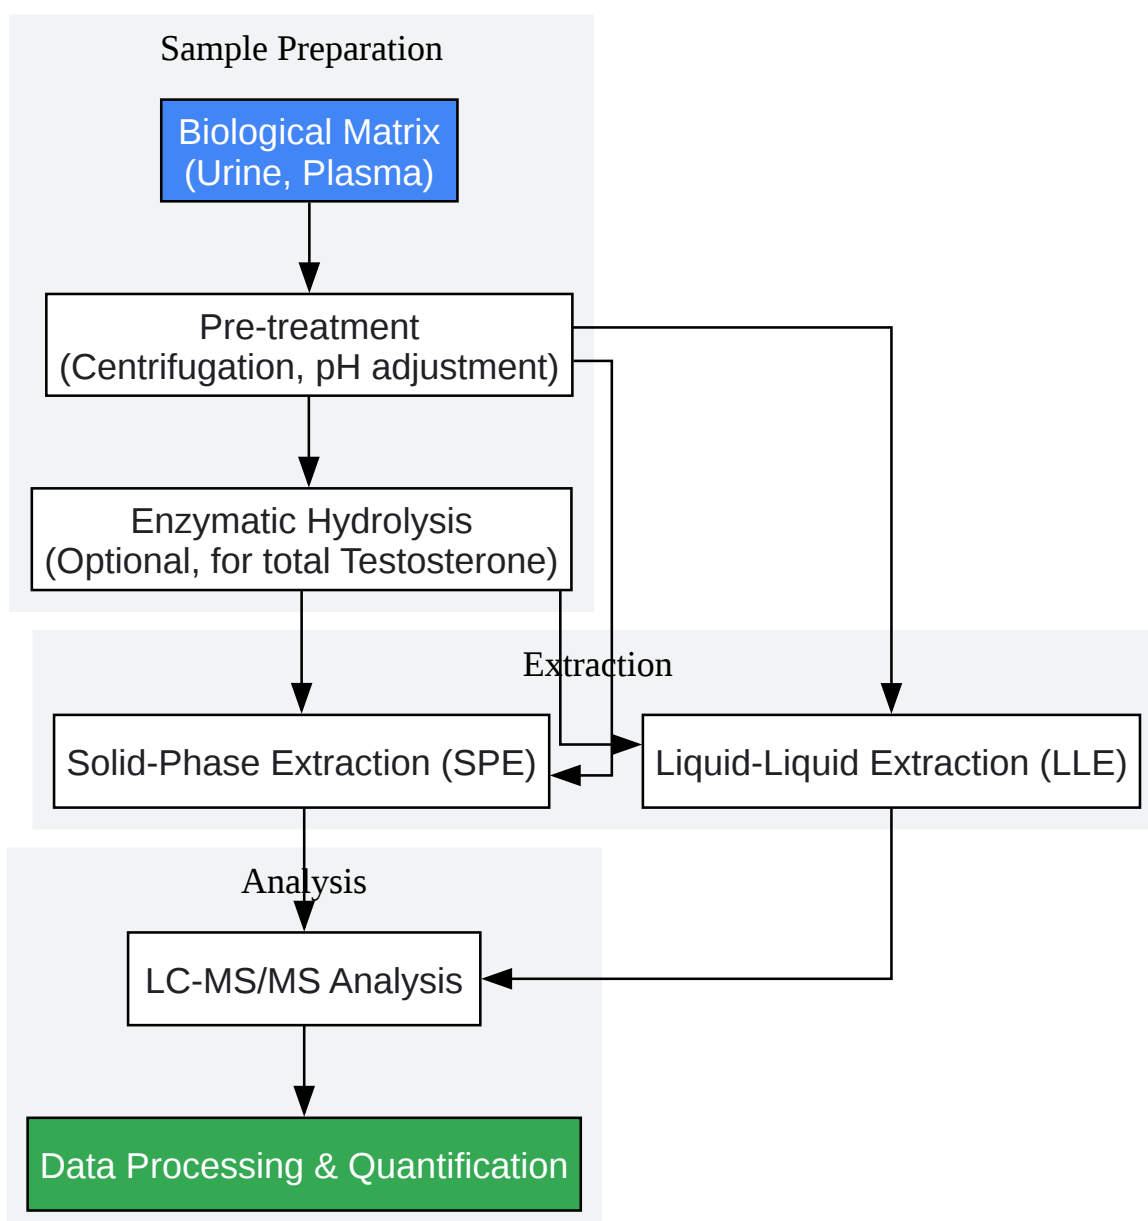 Sample Preparation
Biological Matrix
(Urine, Plasma)
Pre-treatment
(Centrifugation, pH adjustment)
Enzymatic Hydrolysis
(Optional, for total Testosterone)
Extraction
Solid-Phase Extraction (SPE)
Liquid-Liquid Extraction (LLE)
Analysis
LC-MS/MS Analysis
Data Processing & Quantification